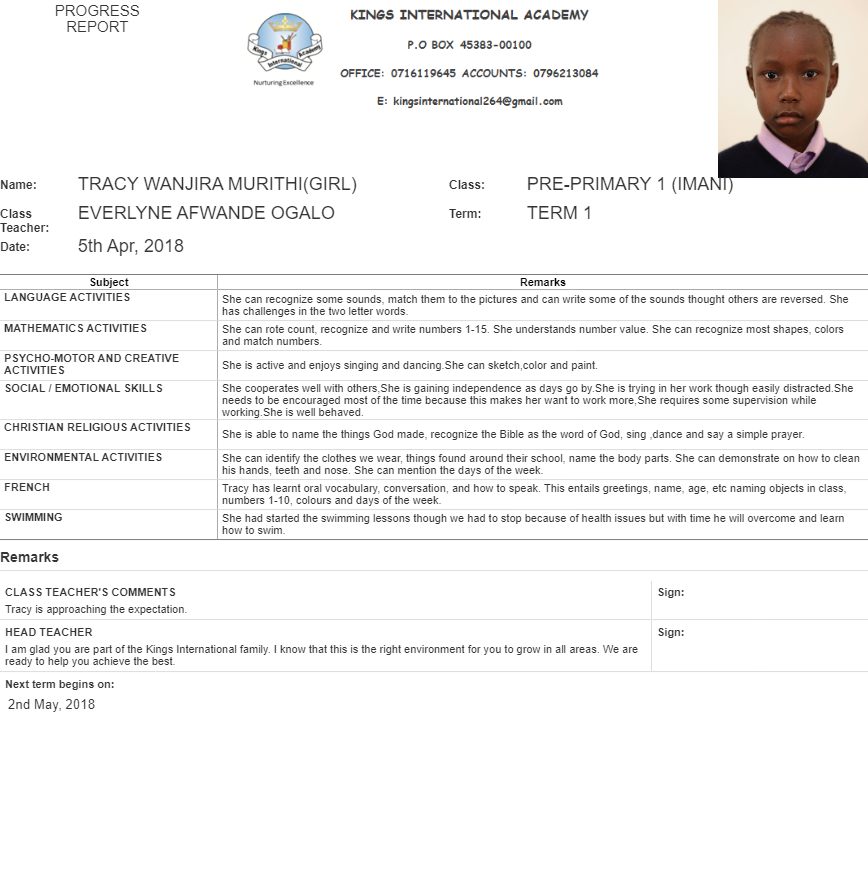 PROGRESS
REPORT
KINGS INTERNATIONAL ACADEMY
P.O BOX 45383-00100
OFFICE: 0716119645 ACCOUNTS: 0796213084
E: kingsinternational264@gmail.com
Kings International Academy
Nurturing Excellence
Name: TRACY WANJIRA MURITHI(GIRL) Class: PRE-PRIMARY 1 (IMANI)
Class Teacher: EVERLYNE AFWANDE OGALO Term: TERM 1
Date: 5th Apr, 2018
Subject Remarks
LANGUAGE ACTIVITIES
She can recognize some sounds, match them to the pictures and can write some of the sounds thought others are reversed. She
has challenges in the two letter words.
MATHEMATICS ACTIVITIES
She can rote count, recognize and write numbers 1-15. She understands number value. She can recognize most shapes, colors
and match numbers.
PSYCHO-MOTOR AND CREATIVE
ACTIVITIES
She is active and enjoys singing and dancing.She can sketch,color and paint.
SOCIAL / EMOTIONAL SKILLS
She cooperates well with others,She is gaining independence as days go by.She is trying in her work though easily distracted.She
needs to be encouraged most of the time because this makes her want to work more,She requires some supervision while
working.She is well behaved.
CHRISTIAN RELIGIOUS ACTIVITIES
She is able to name the things God made, recognize the Bible as the word of God, sing ,dance and say a simple prayer.
ENVIRONMENTAL ACTIVITIES
She can identify the clothes we wear, things found around their school, name the body parts. She can demonstrate on how to clean
his hands, teeth and nose. She can mention the days of the week.
FRENCH
Tracy has learnt oral vocabulary, conversation, and how to speak. This entails greetings, name, age, etc naming objects in class,
numbers 1-10, colours and days of the week.
SWIMMING
She had started the swimming lessons though we had to stop because of health issues but with time he will overcome and learn
how to swim.
Remarks
CLASS TEACHER'S COMMENTS
Tracy is approaching the expectation.
Sign:
HEAD TEACHER
I am glad you are part of the Kings International family. I know that this is the right environment for you to grow in all areas. We are
ready to help you achieve the best.
Sign:
Next term begins on:
2nd May, 2018